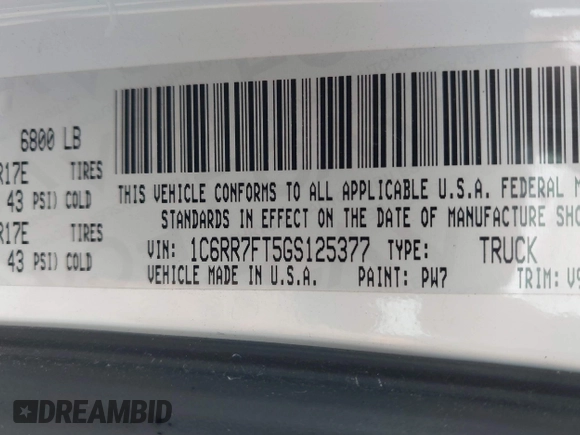 6800 LB
R17E TIRES
43 PSI) COLD
R17E TIRES
43 PSI) COLD
THIS VEHICLE CONFORMS TO ALL APPLICABLE U.S.A. FEDERAL M
STANDARDS IN EFFECT ON THE DATE OF MANUFACTURE SHO
VIN: 1C6RR7FT5GS125377 TYPE: TRUCK
VEHICLE MADE IN U.S.A. PAINT: PW7 TRIM: V9
DREAMBID